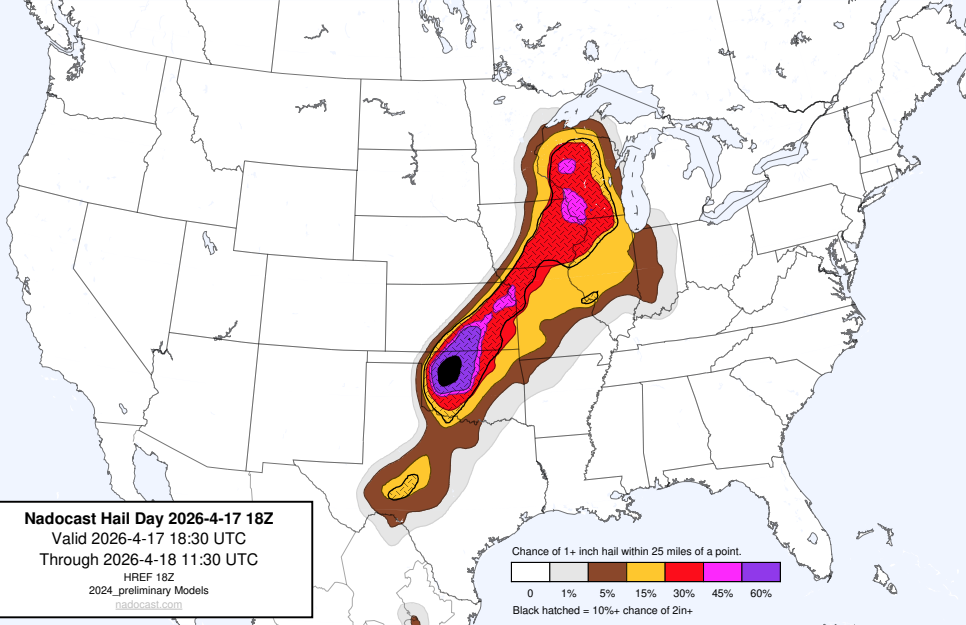 Nadocast Hail Day 2026-4-17 18Z
Valid 2026-4-17 18:30 UTC
Through 2026-4-18 11:30 UTC
HREF 18Z
2024_preliminary Models
nadocast.com
Chance of 1+ inch hail within 25 miles of a point.
0 1% 5% 15% 30% 45% 60%
Black hatched = 10%+ chance of 2in+